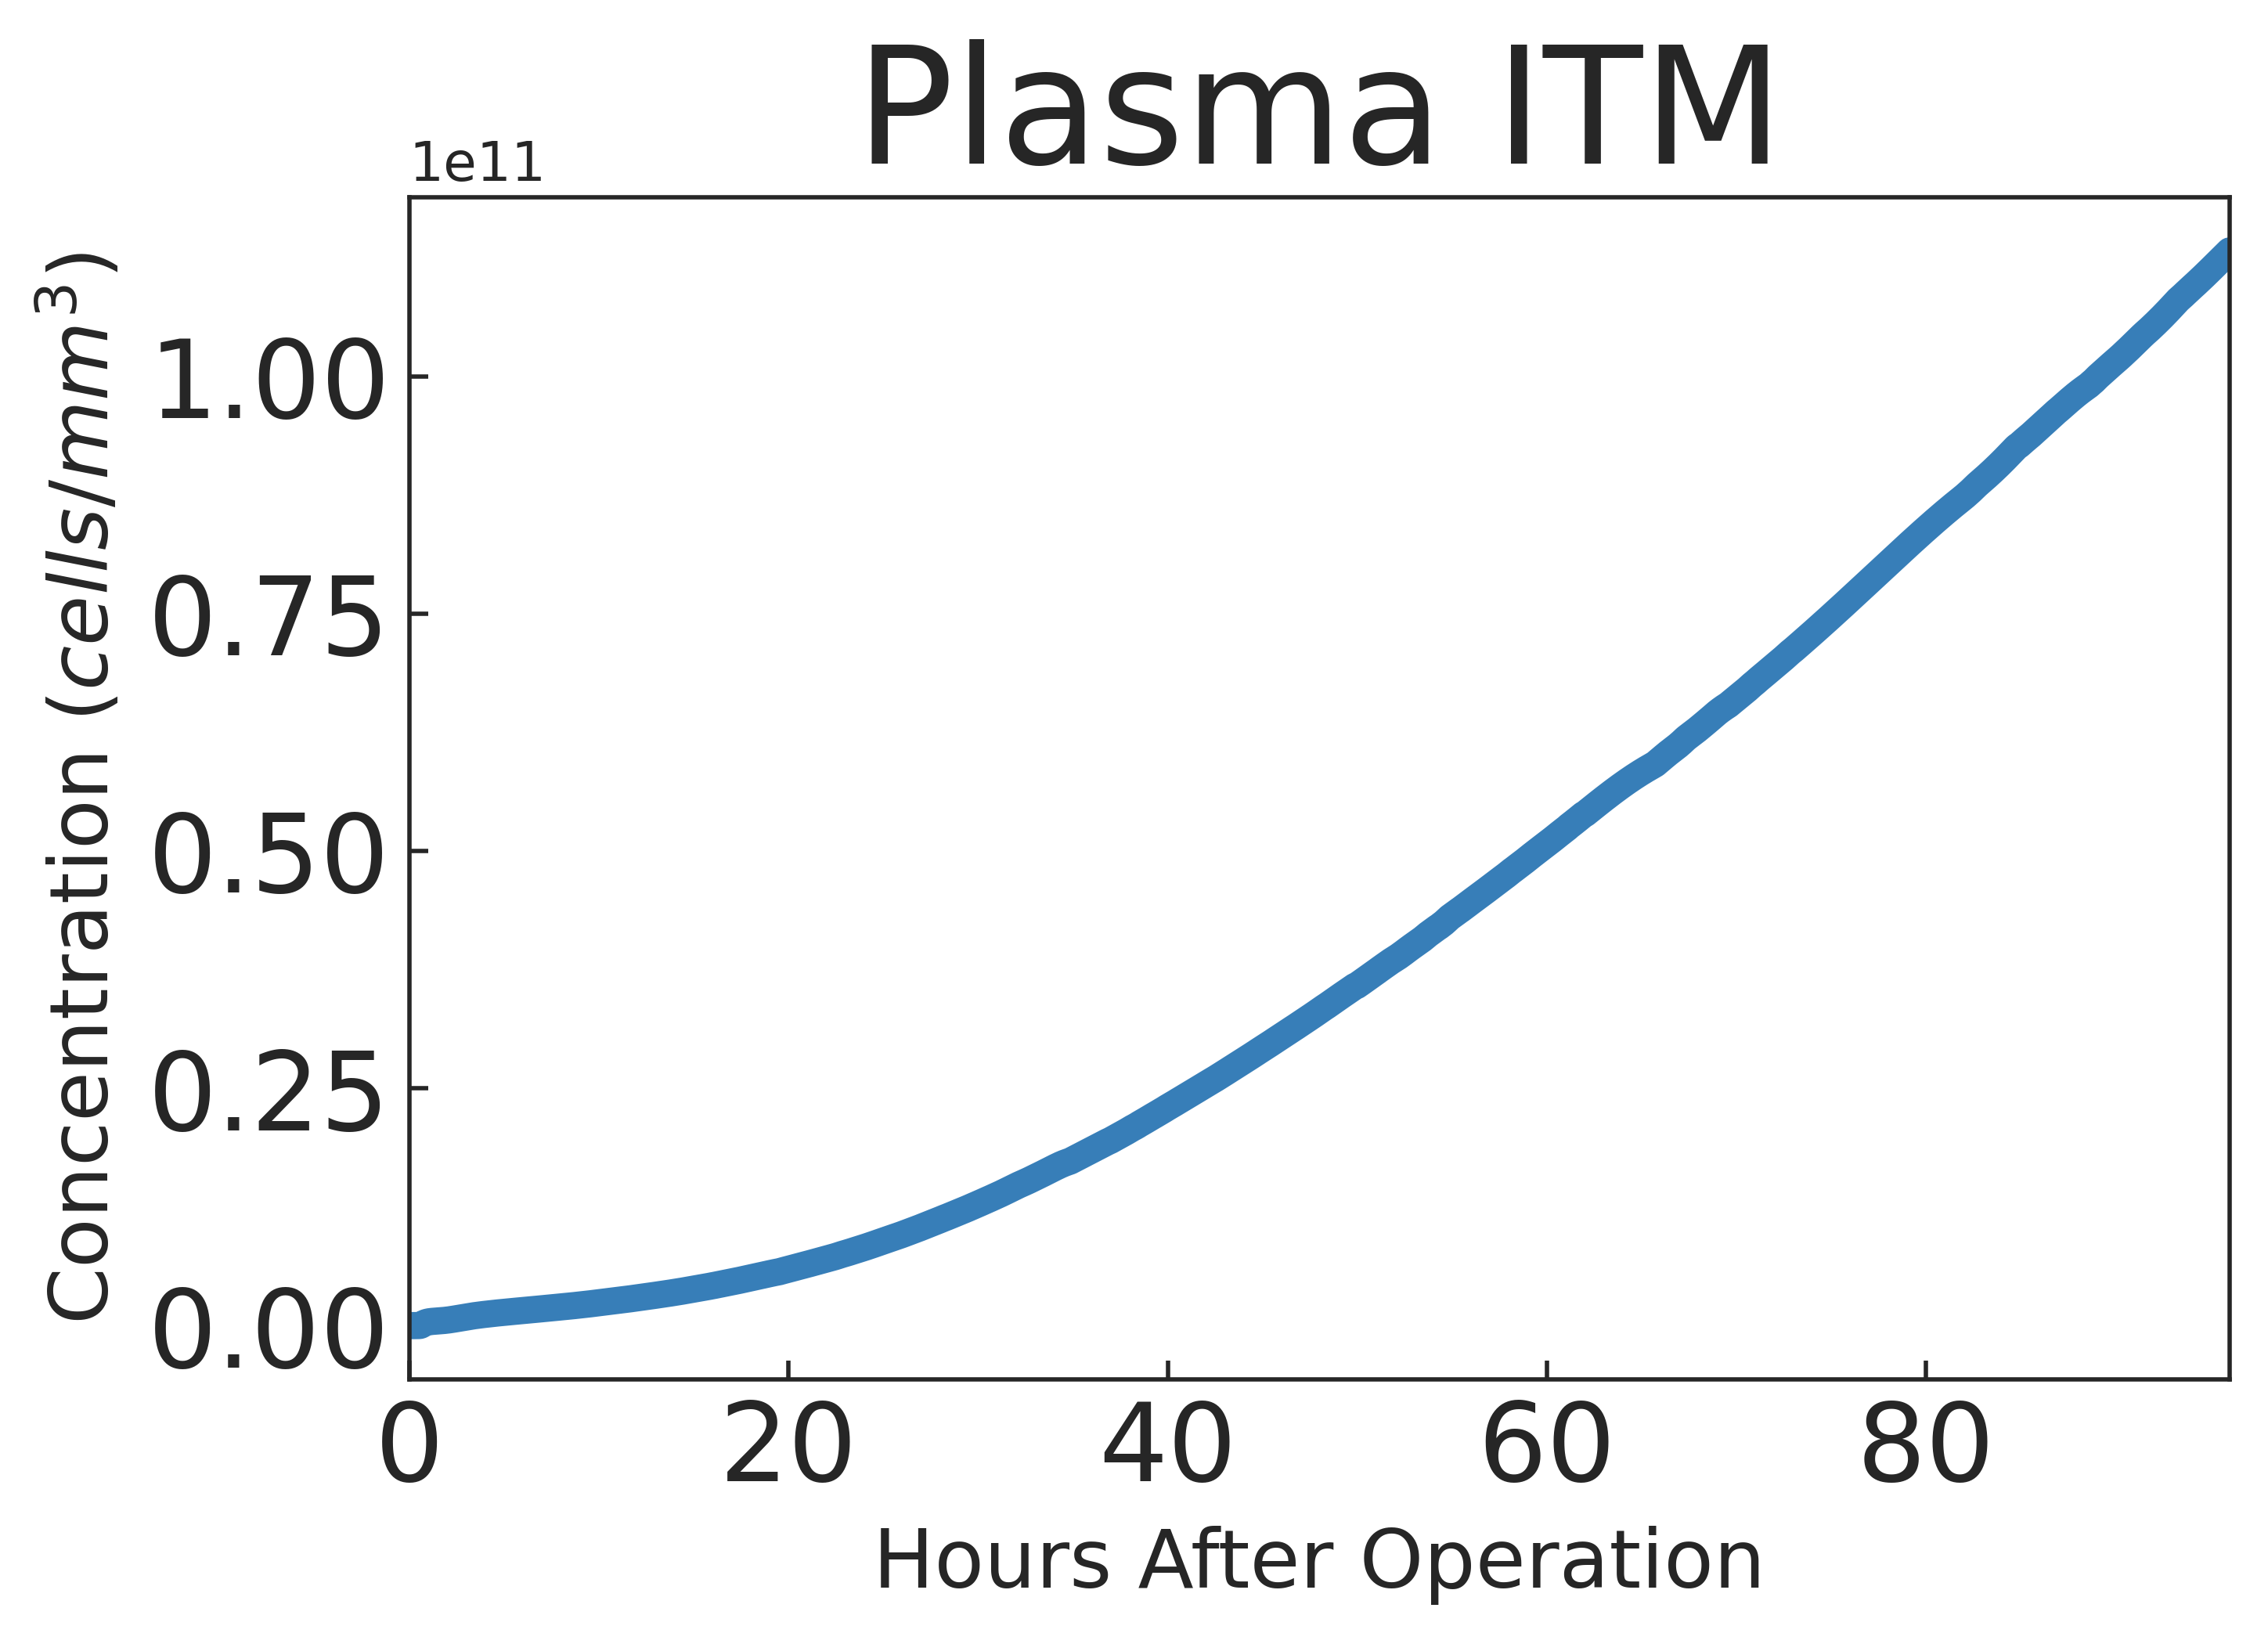 Plasma ITM
1e11
Concentration (cells/mm³)
1.00
0.75
0.50
0.25
0.00
0 20 40 60 80
Hours After Operation